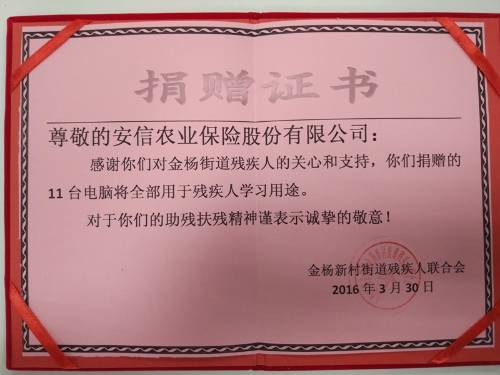 捐赠证书
尊敬的安信农业保险股份有限公司：
感谢你们对金杨街道残疾人的关心和支持，你们捐赠的
11 台电脑将全部用于残疾人学习用途。
对于你们的助残扶残精神谨表示诚挚的敬意！
金杨新村街道残疾人联合会
2016 年 3 月 30 日